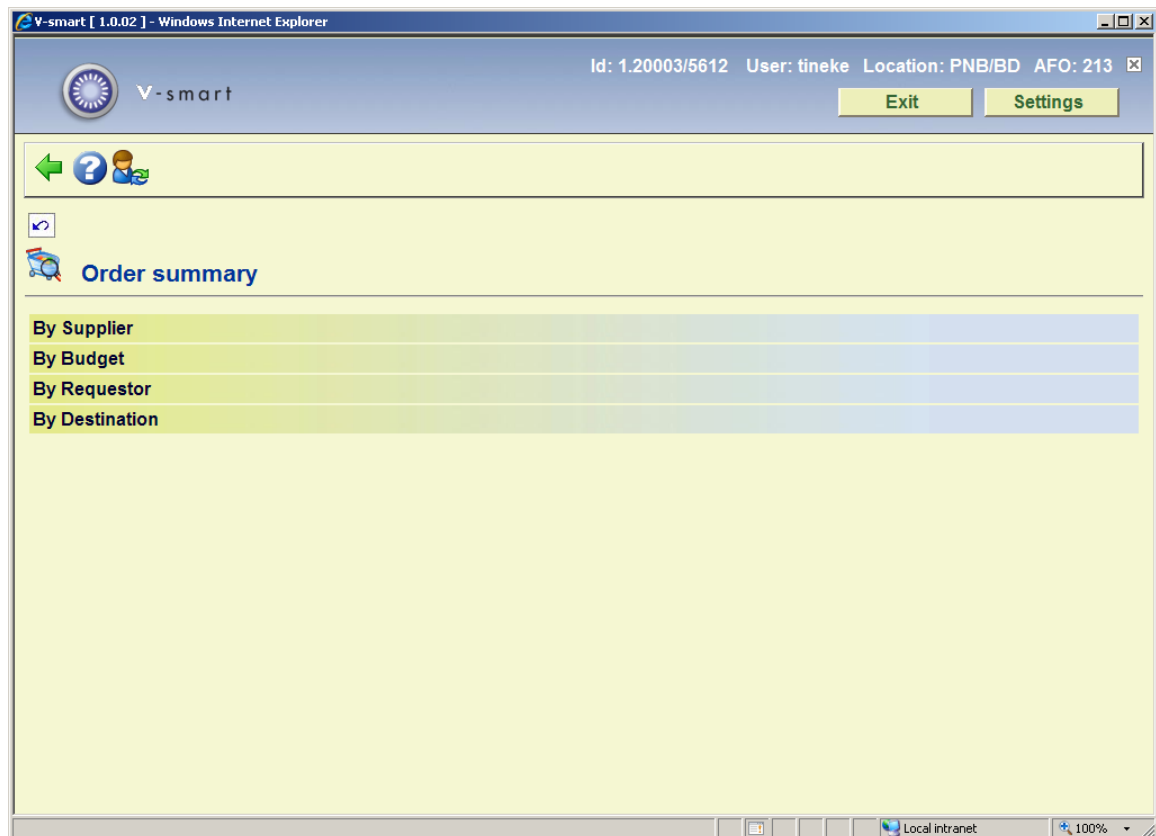 V-smart [ 1.0.02 ] - Windows Internet Explorer
Id: 1.20003/5612 User: tineke Location: PNB/BD AFO: 213
V-smart
Exit Settings
Order summary
By Supplier
By Budget
By Requestor
By Destination
Local intranet 100%